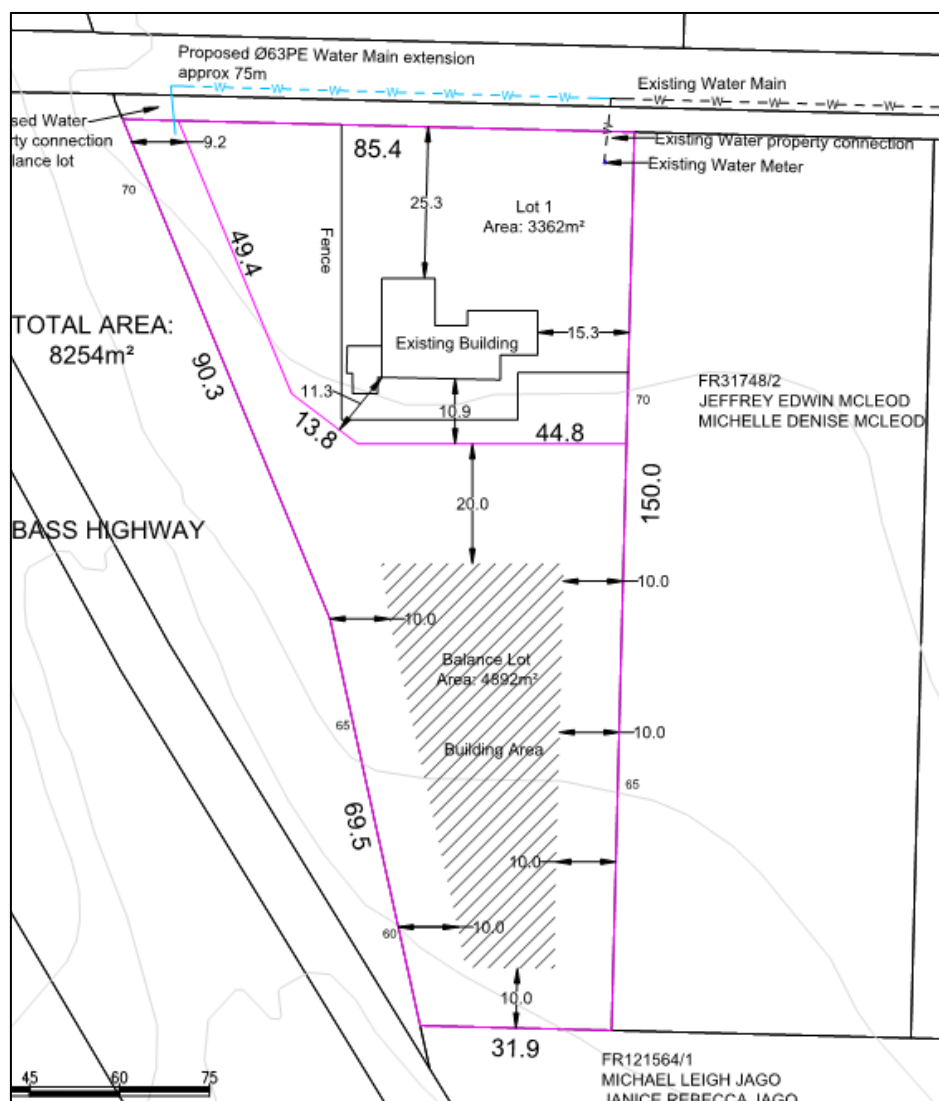 Proposed Ø63PE Water Main extension
approx 75m
W W W W W W
Existing Water Main
W W W W W
sed Water
rty connection
lance lot
9.2
85.4
W
Existing Water property connection
Existing Water Meter
70
25.3
Lot 1
Area: 3362m²
Fence
49.4
TOTAL AREA:
8254m²
Existing Building
15.3
90.3
11.3
10.9
FR31748/2
JEFFREY EDWIN MCLEOD
MICHELLE DENISE MCLEOD
70
13.8
44.8
20.0
150.0
BASS HIGHWAY
10.0
10.0
Balance Lot
Area: 4892m²
65
Building Area
10.0
65
69.5
10.0
60
10.0
10.0
31.9
45 60 75
FR121564/1
MICHAEL LEIGH JAGO
JANICE REBECCA JAGO